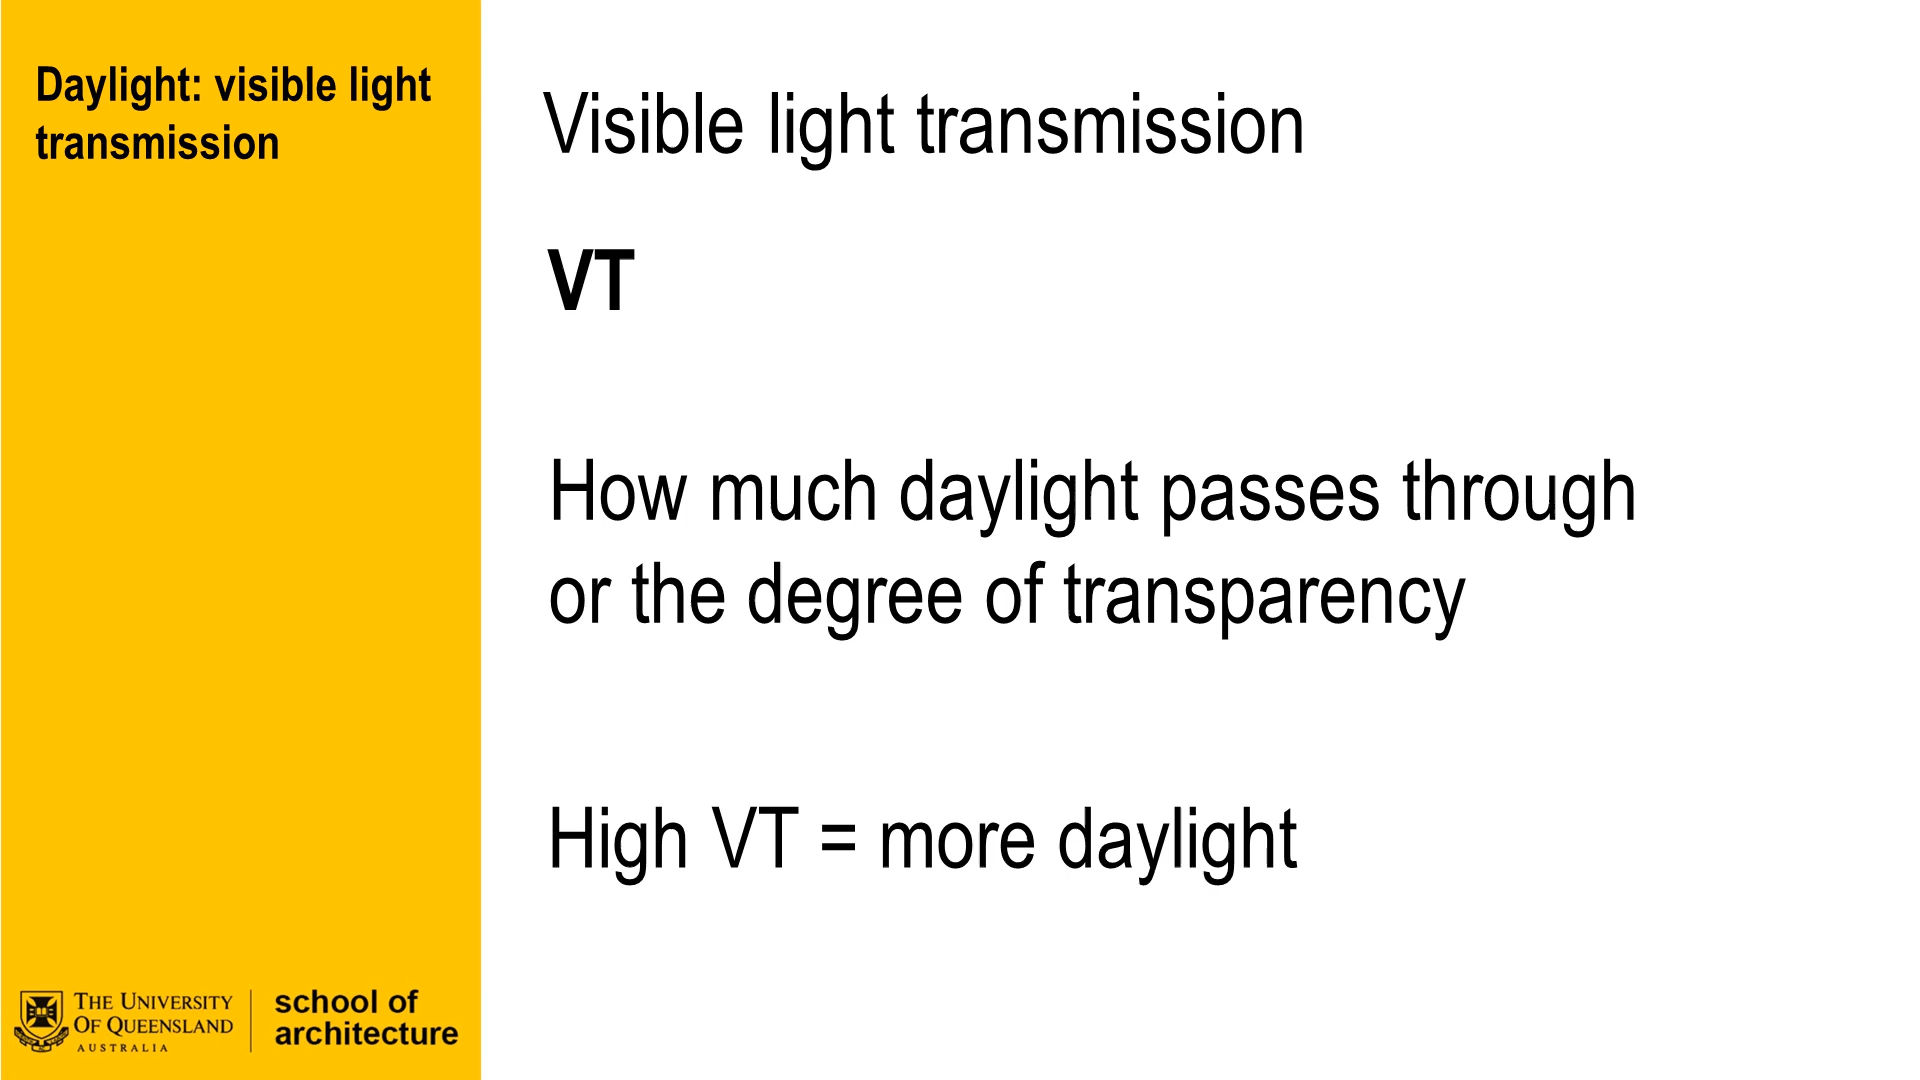 Daylight: visible light
transmission
Visible light transmission
VT
How much daylight passes through
or the degree of transparency
High VT = more daylight
THE UNIVERSITY
OF QUEENSLAND
AUSTRALIA
school of
architecture